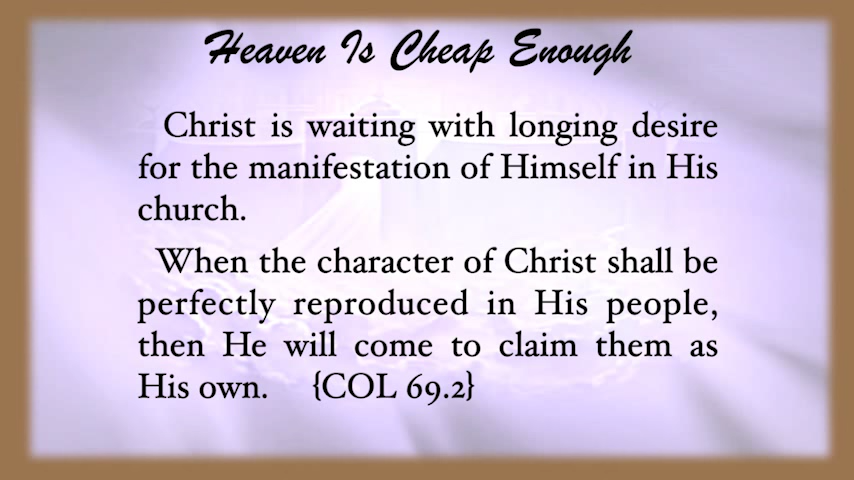 Heaven Is Cheap Enough
Christ is waiting with longing desire
for the manifestation of Himself in His
church.
When the character of Christ shall be
perfectly reproduced in His people,
then He will come to claim them as
His own. {COL 69.2}